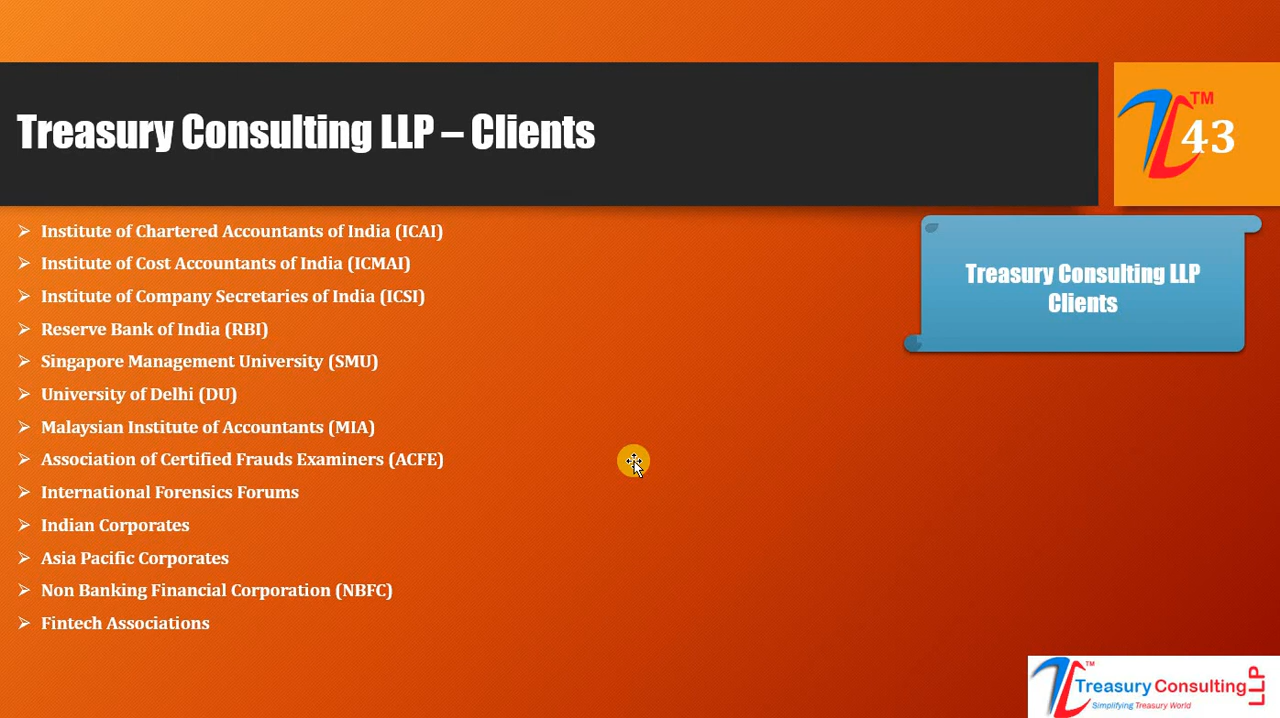 Treasury Consulting LLP – Clients
TM
43
Institute of Chartered Accountants of India (ICAI)
Institute of Cost Accountants of India (ICMAI)
Institute of Company Secretaries of India (ICSI)
Reserve Bank of India (RBI)
Singapore Management University (SMU)
University of Delhi (DU)
Malaysian Institute of Accountants (MIA)
Association of Certified Frauds Examiners (ACFE)
International Forensics Forums
Indian Corporates
Asia Pacific Corporates
Non Banking Financial Corporation (NBFC)
Fintech Associations
Treasury Consulting LLP
Clients
TM
Treasury Consulting LLP
Simplifying Treasury World